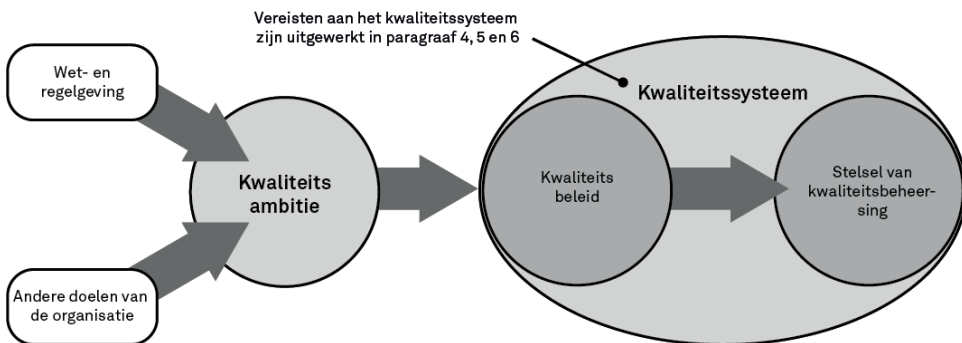 Vereisten aan het kwaliteitssysteem
zijn uitgewerkt in paragraaf 4, 5 en 6
Wet- en
regelgeving
Kwaliteitssysteem
Kwaliteits
ambitie
Kwaliteits
beleid
Stelsel van
kwaliteitsbeheer-
sing
Andere doelen van
de organisatie